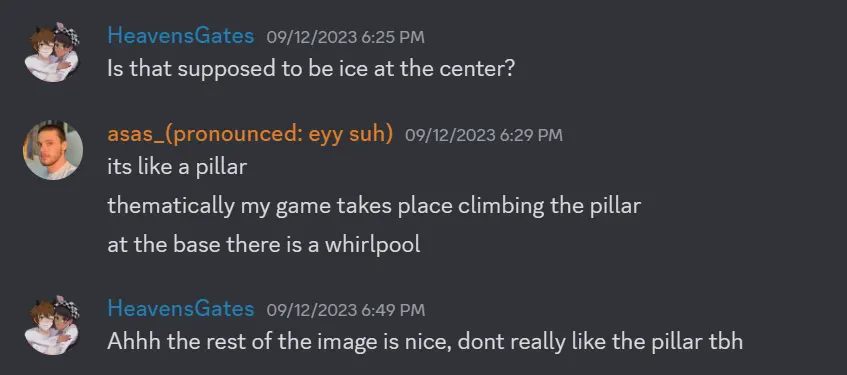 HeavensGates 09/12/2023 6:25 PM
Is that supposed to be ice at the center?
asas_(pronounced: eyy suh) 09/12/2023 6:29 PM
its like a pillar
thematically my game takes place climbing the pillar
at the base there is a whirlpool
HeavensGates 09/12/2023 6:49 PM
Ahhh the rest of the image is nice, dont really like the pillar tbh